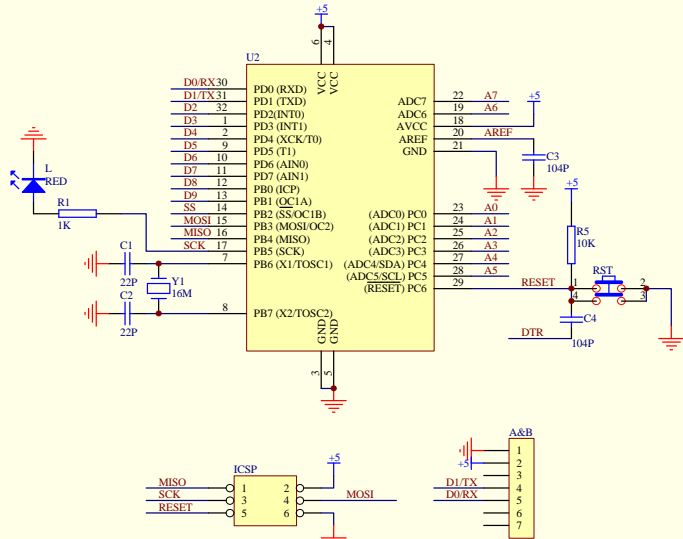 +5
6 4
U2
VCC VCC
D0/RX 30 PD0 (RXD)
D1/TX 31 PD1 (TXD)
D2 32 PD2(INT0)
D3 1 PD3 (INT1)
D4 2 PD4 (XCK/T0)
D5 9 PD5 (T1)
D6 10 PD6 (AIN0)
D7 11 PD7 (AIN1)
D8 12 PB0 (ICP)
D9 13 PB1 (OC1A)
SS 14 PB2 (SS/OC1B)
MOSI 15 PB3 (MOSI/OC2)
MISO 16 PB4 (MISO)
SCK 17 PB5 (SCK)
7 PB6 (X1/TOSC1)
8 PB7 (X2/TOSC2)
ADC7 22 A7
ADC6 19 A6
AVCC 18 +5
AREF 20 AREF
GND 21
C3
104P
(ADC0) PC0 23 A0
(ADC1) PC1 24 A1
(ADC2) PC2 25 A2
(ADC3) PC3 26 A3
(ADC4/SDA) PC4 27 A4
(ADC5/SCL) PC5 28 A5
(RESET) PC6 29 RESET
+5
R5
10K
RST
1 2
4 3
C4
104P
DTR
L
RED
R1
1K
C1
22P
Y1
16M
C2
22P
GND GND
3 5
ICSP
MISO 1 2 +5
SCK 3 4 MOSI
RESET 5 6
A&B
1
+5 2
3
D1/TX 4
D0/RX 5
6
7